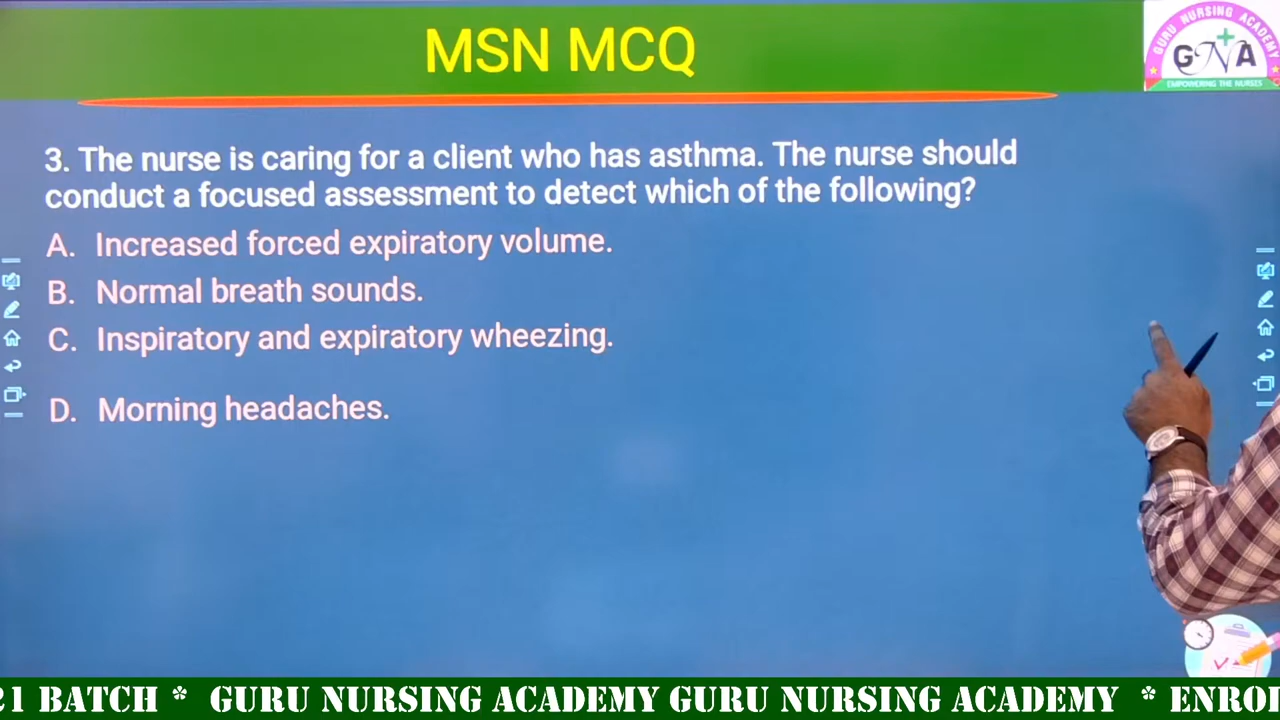 MSN MCQ
GURU NURSING ACADEMY
GNA
EMPOWERING THE NURSES
3. The nurse is caring for a client who has asthma. The nurse should
conduct a focused assessment to detect which of the following?
A. Increased forced expiratory volume.
B. Normal breath sounds.
C. Inspiratory and expiratory wheezing.
D. Morning headaches.
21 BATCH * GURU NURSING ACADEMY GURU NURSING ACADEMY * ENROL